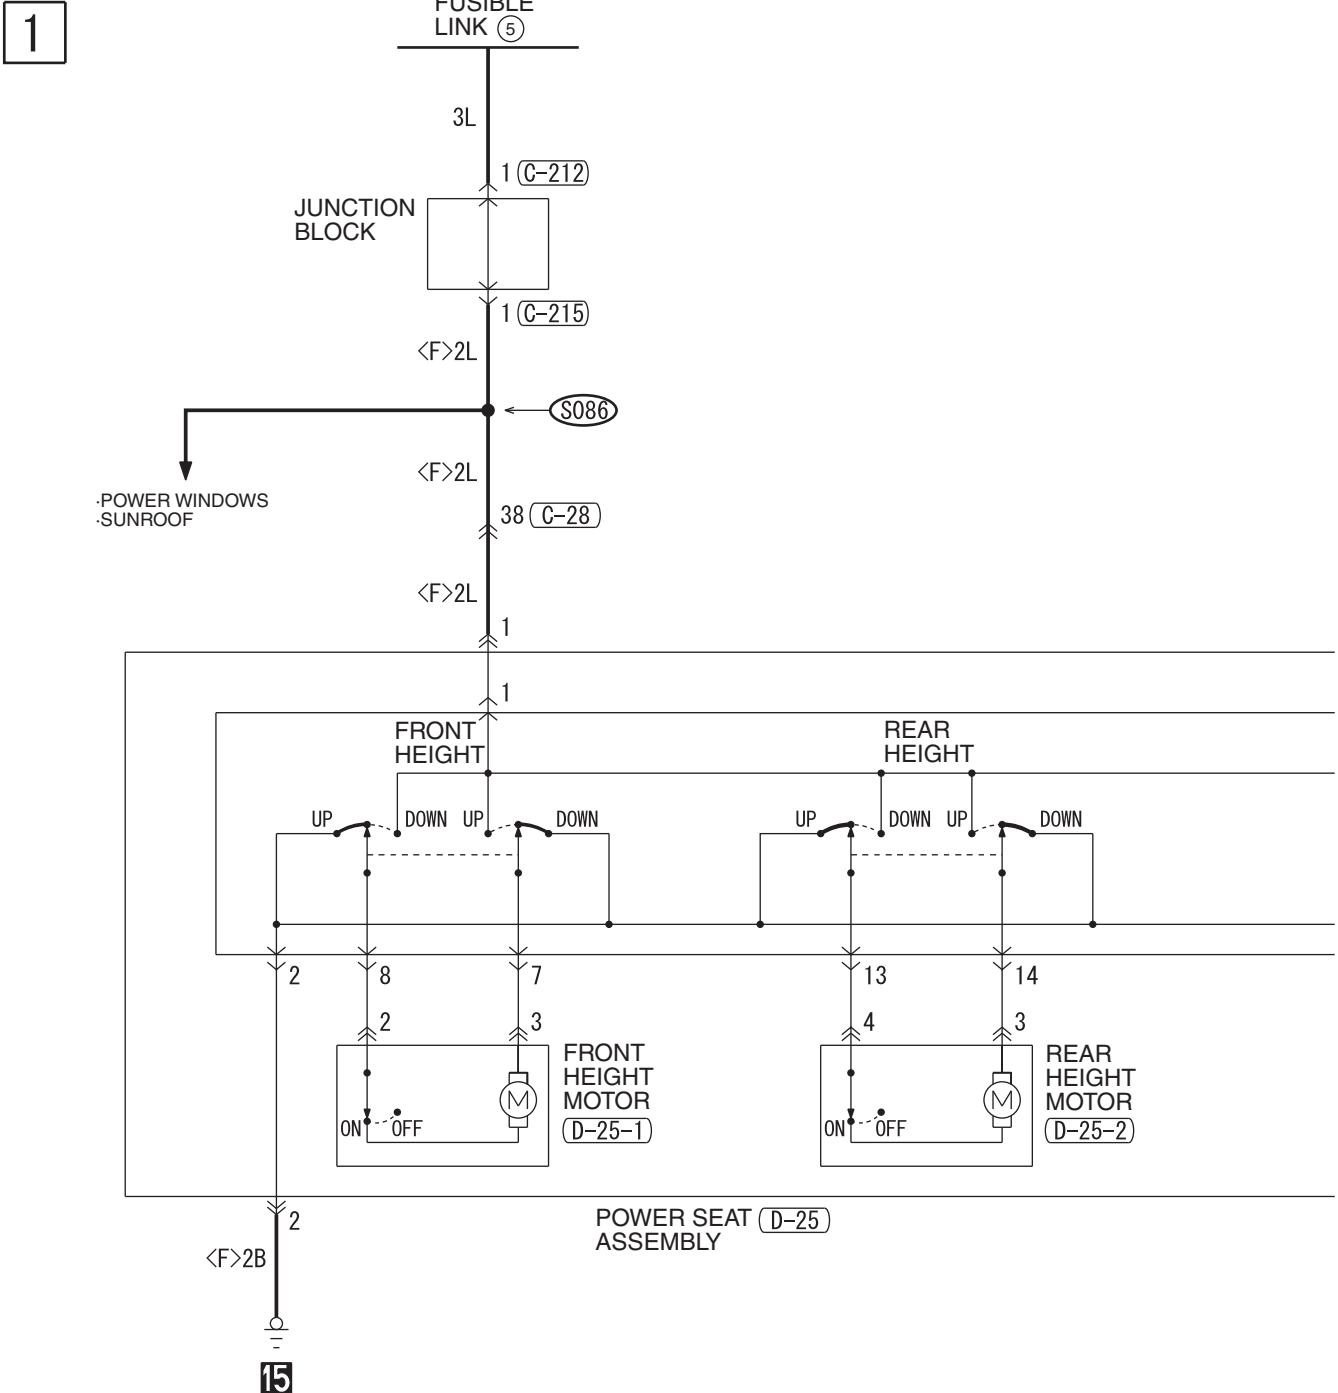 1
FUSIBLE
LINK 5
3L
1 C-212
JUNCTION
BLOCK
1 C-215
<F>2L
S086
<F>2L
·POWER WINDOWS
·SUNROOF
38 C-28
<F>2L
1
1
FRONT
HEIGHT
REAR
HEIGHT
UP DOWN UP DOWN UP DOWN UP DOWN
2 8 7 13 14
2 3 4 3
FRONT
HEIGHT
MOTOR
D-25-1
REAR
HEIGHT
MOTOR
D-25-2
M M
ON OFF ON OFF
2
POWER SEAT D-25
ASSEMBLY
<F>2B
15